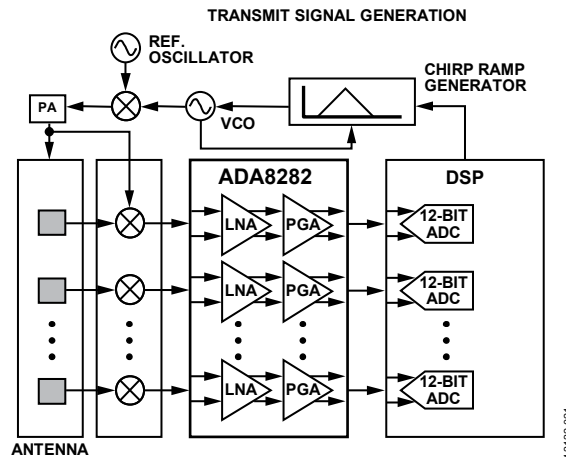 TRANSMIT SIGNAL GENERATION
REF.
OSCILLATOR
CHIRP RAMP
GENERATOR
PA
VCO
ADA8282
DSP
LNA
PGA
12-BIT
ADC
LNA
PGA
12-BIT
ADC
LNA
PGA
12-BIT
ADC
ANTENNA